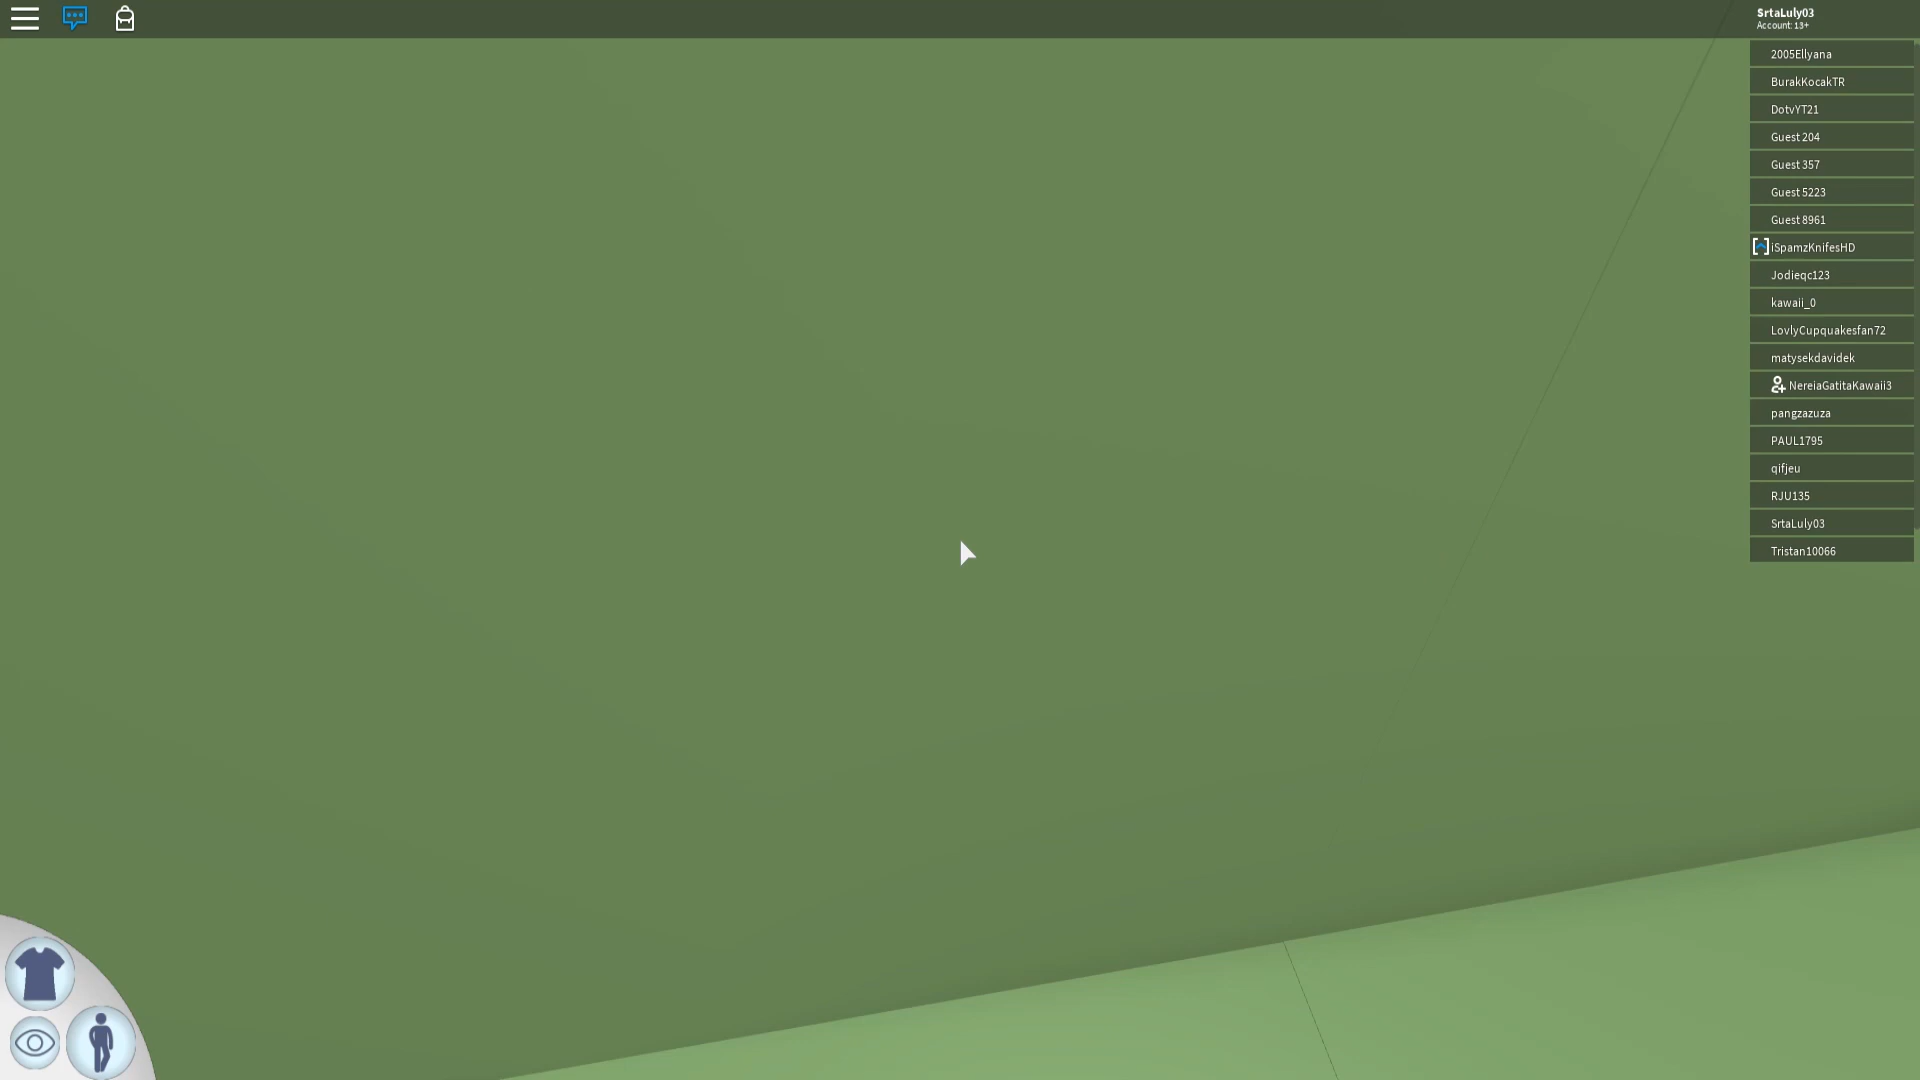 SrtaLuly03
Account: 13+
2005Ellyana
BurakKocakTR
DotvYT21
Guest 204
Guest 357
Guest 5223
Guest 8961
iSpamzKnifesHD
Jodieqc123
kawaii_0
LovlyCupquakesfan72
matysekdavidek
NereiaGatitaKawaii3
pangzazuza
PAUL1795
qifjeu
RJU135
SrtaLuly03
Tristan10066